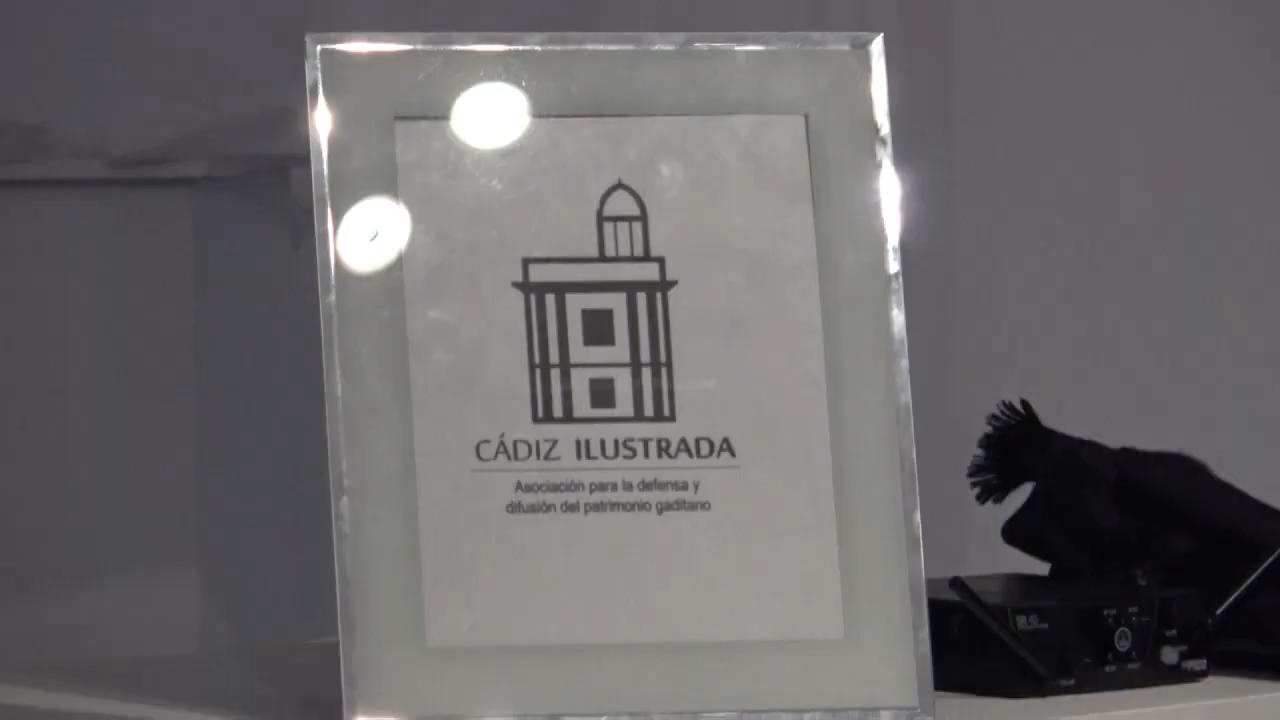 CÁDIZ ILUSTRADA
Asociación para la defensa y
difusión del patrimonio gaditano